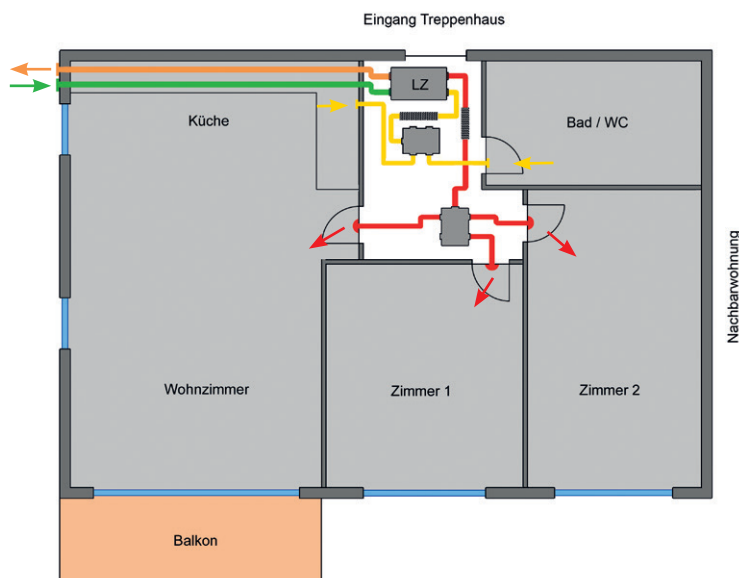 Eingang Treppenhaus
LZ
Küche
Bad / WC
Nachbarwohnung
Wohnzimmer
Zimmer 1
Zimmer 2
Balkon